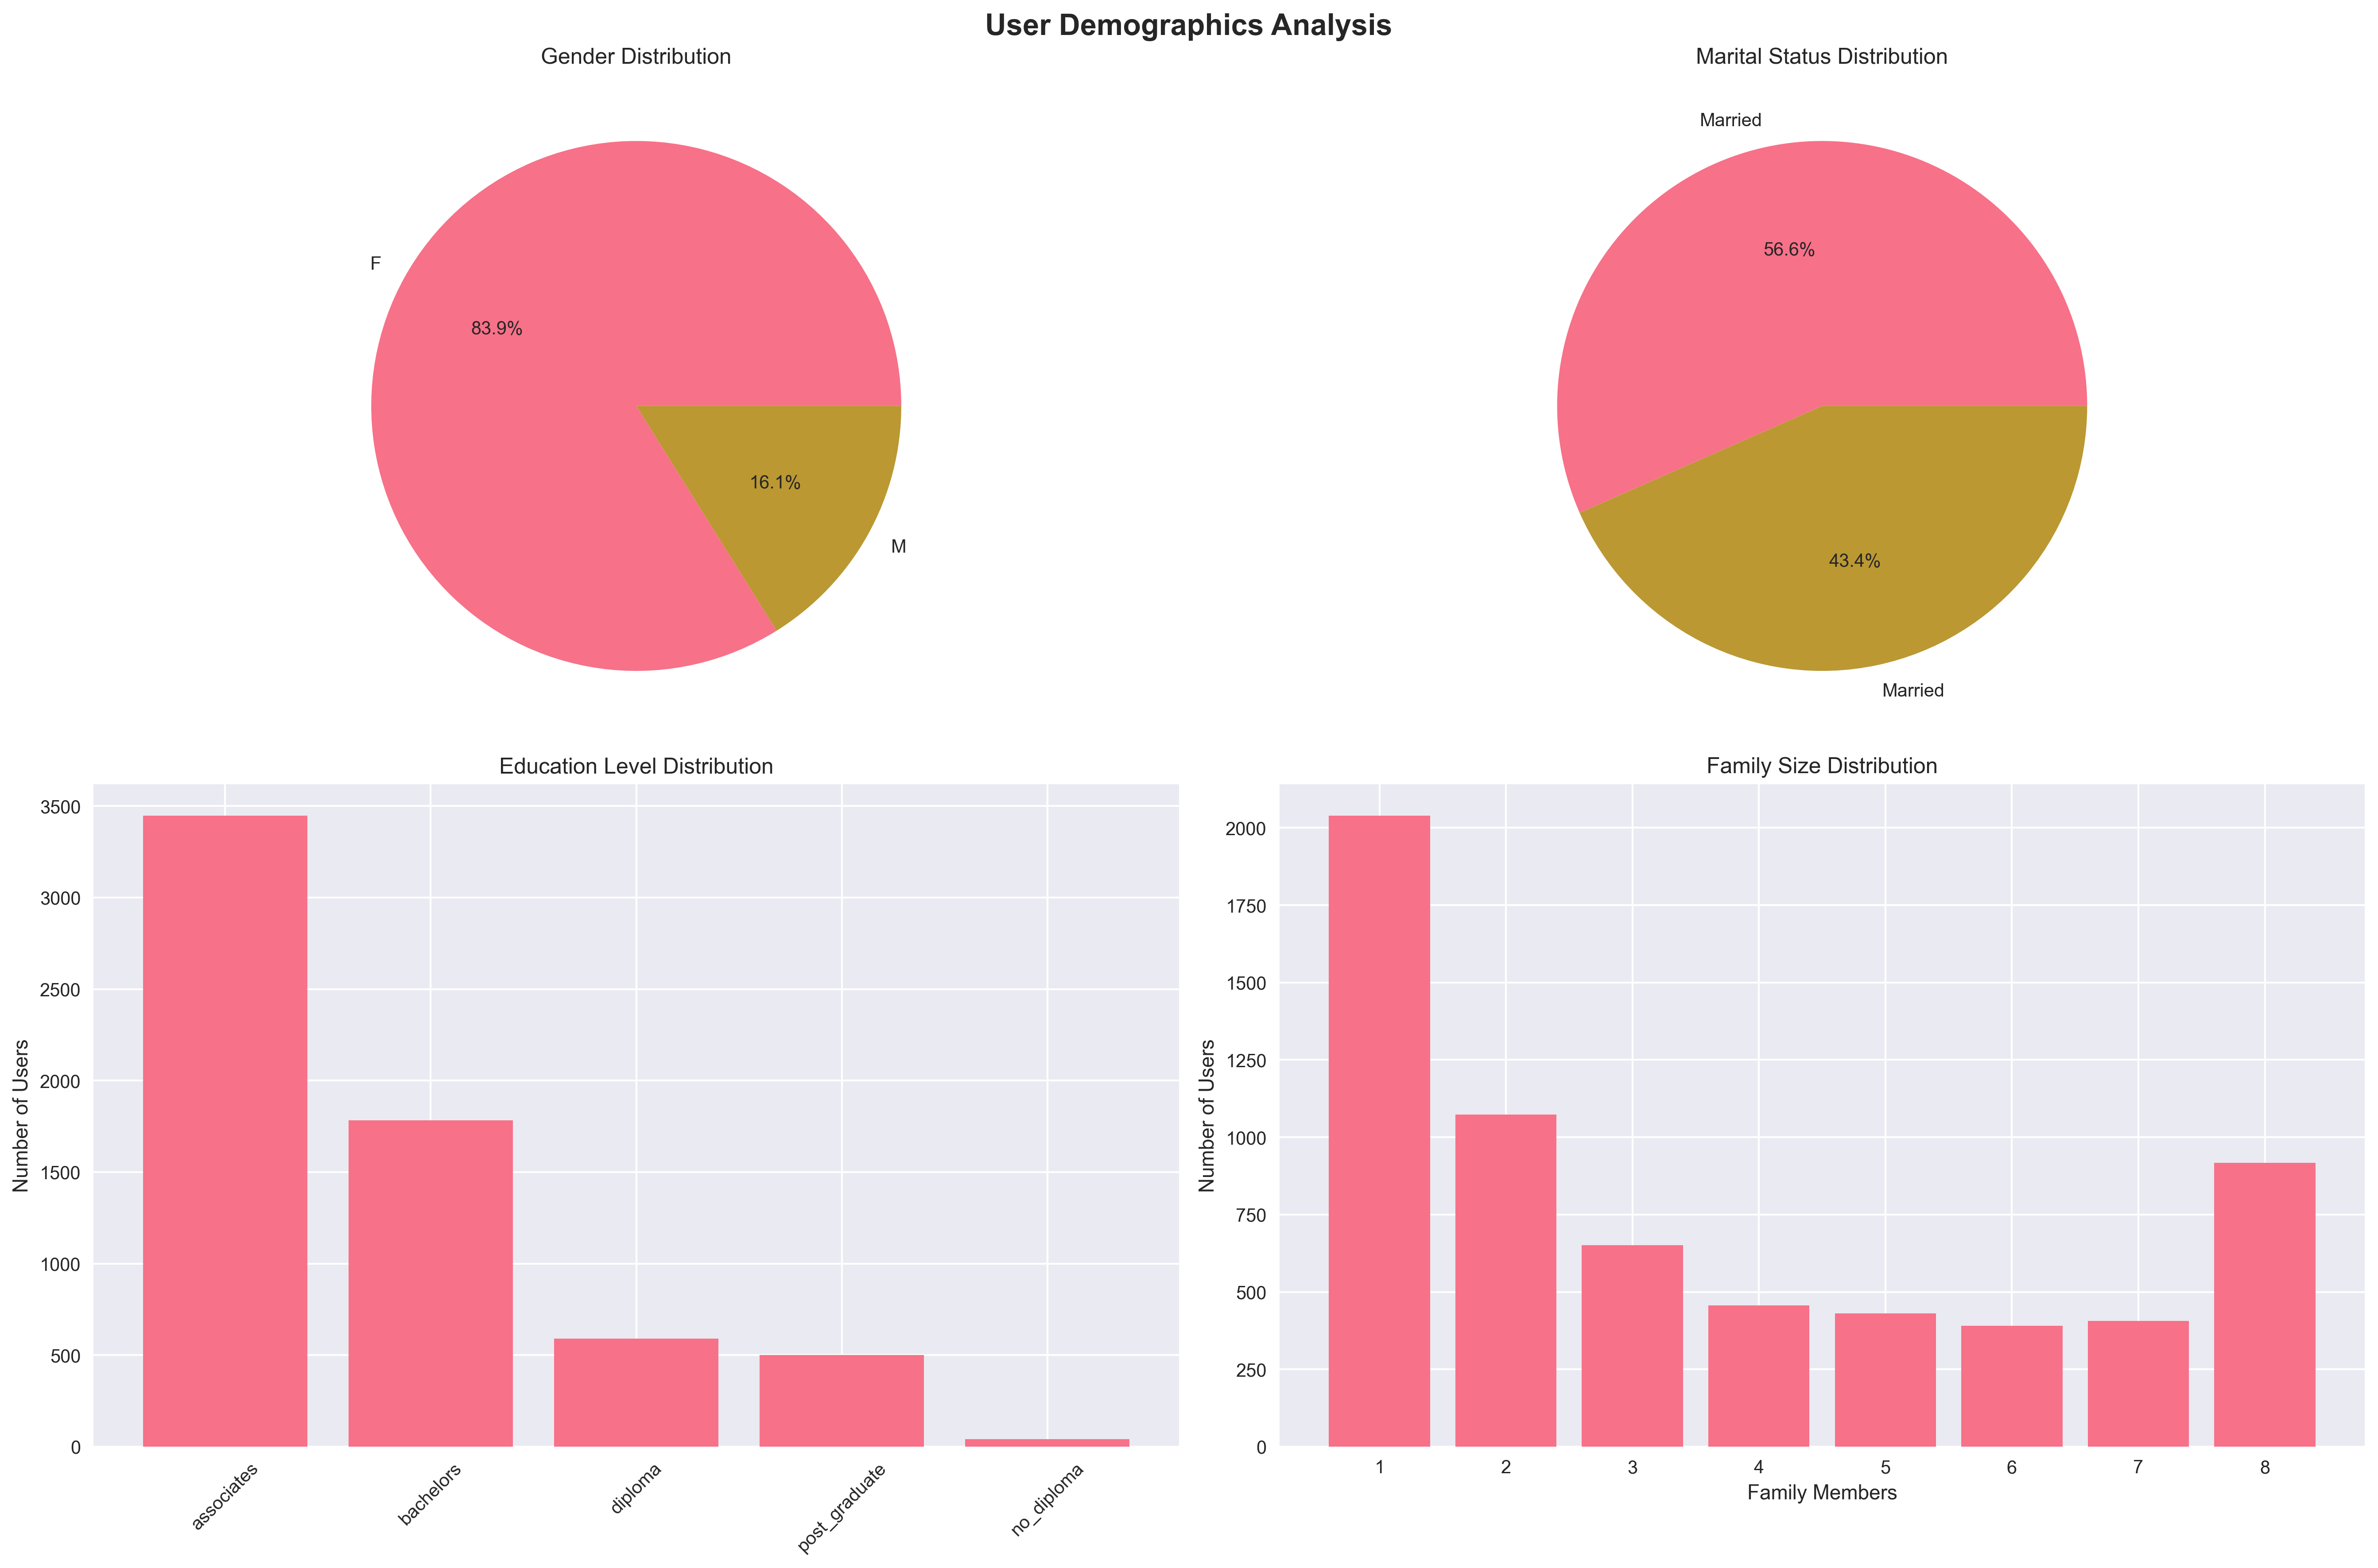 User Demographics Analysis
Gender Distribution
F
83.9%
16.1%
M
Marital Status Distribution
Married
56.6%
43.4%
Married
Education Level Distribution
Number of Users
3500
3000
2500
2000
1500
1000
500
0
associates
bachelors
diploma
post_graduate
no_diploma
Family Size Distribution
Number of Users
2000
1750
1500
1250
1000
750
500
250
0
1 2 3 4 5 6 7 8
Family Members